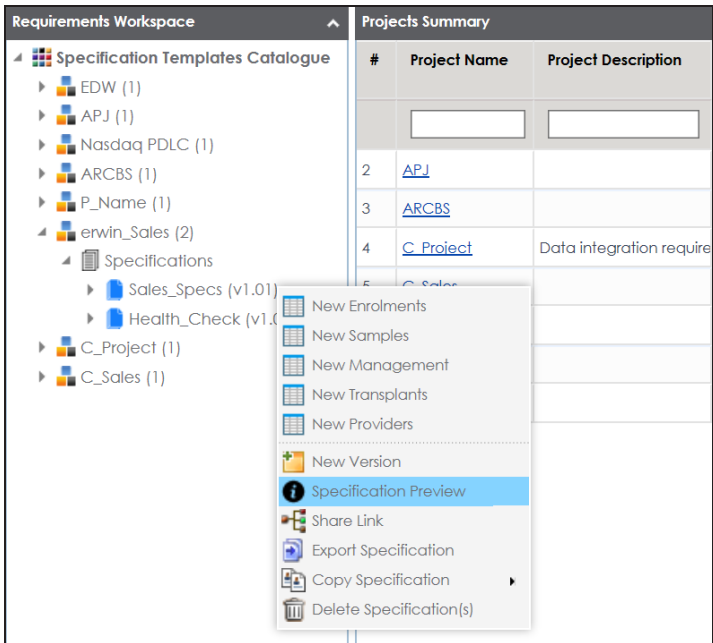 Requirements Workspace
Specification Templates Catalogue
EDW (1)
APJ (1)
Nasdaq PDLC (1)
ARCBS (1)
P_Name (1)
erwin_Sales (2)
Specifications
Sales_Specs (v1.01)
Health_Check (v1.0
C_Project (1)
C_Sales (1)
Projects Summary
# Project Name Project Description
2 APJ
3 ARCBS
4 C_Project Data integration require
5 C_Sales
New Enrolments
New Samples
New Management
New Transplants
New Providers
New Version
Specification Preview
Share Link
Export Specification
Copy Specification
Delete Specification(s)